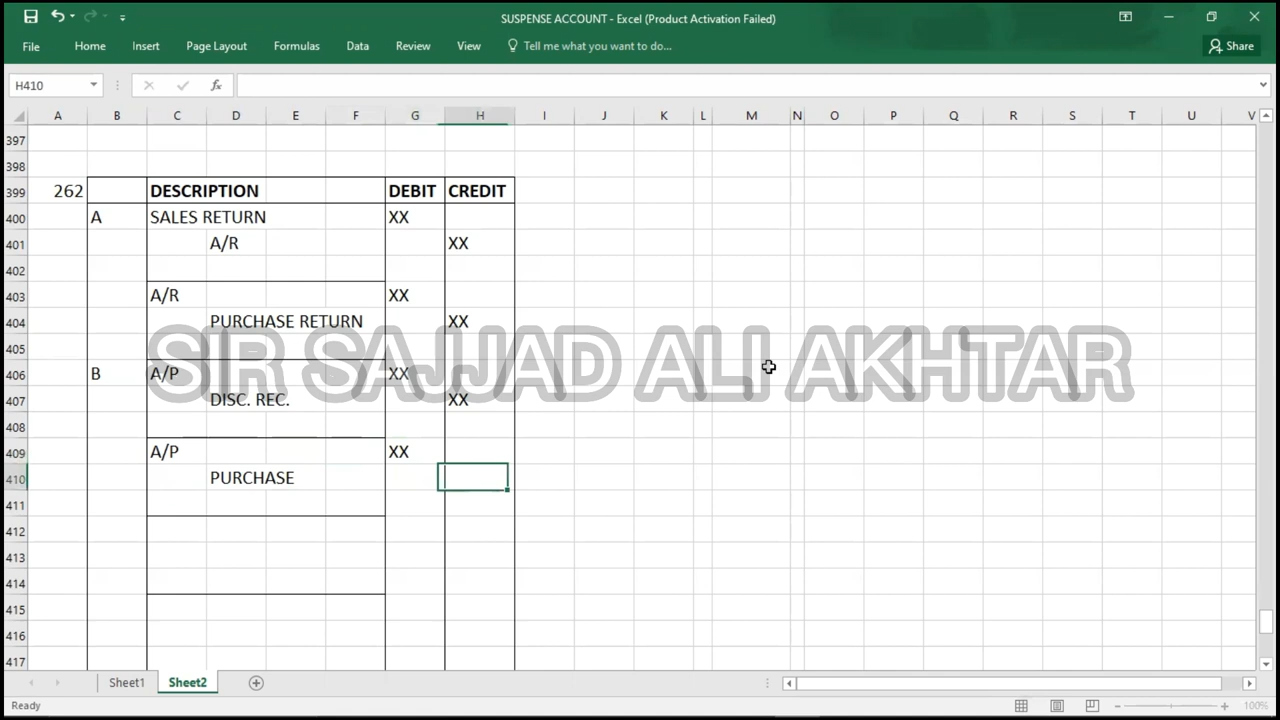 SUSPENSE ACCOUNT - Excel (Product Activation Failed)
File Home Insert Page Layout Formulas Data Review View Tell me what you want to do... Share
H410 fx
A B C D E F G H I J K L M N O P Q R S T U V
397
398
399 262 DESCRIPTION DEBIT CREDIT
400 A SALES RETURN XX
401 A/R XX
402
403 A/R XX
404 PURCHASE RETURN XX
405
SIR SAJJAD ALI AKHTAR
406 B A/P XX
407 DISC. REC. XX
408
409 A/P XX
410 PURCHASE
411
412
413
414
415
416
417
Sheet1 Sheet2
Ready 100%